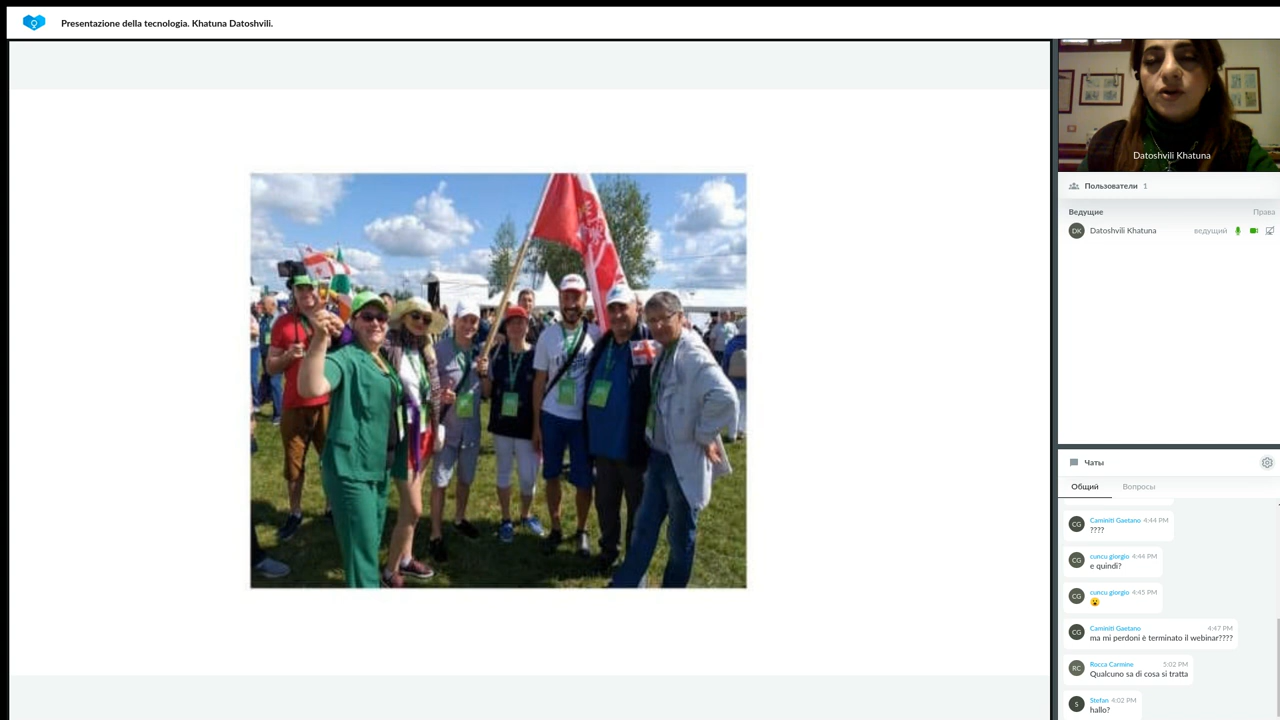 Presentazione della tecnologia. Khatuna Datoshvili.
Datoshvili Khatuna
Пользователи 1
Ведущие Права
DK Datoshvili Khatuna ведущий
Чаты
Общий Вопросы
CG Caminiti Gaetano 4:44 PM
????
CG cuncu giorgio 4:44 PM
e quindi?
CG cuncu giorgio 4:45 PM
😮
CG Caminiti Gaetano 4:47 PM
ma mi perdoni è terminato il webinar????
RC Rocca Carmine 5:02 PM
Qualcuno sa di cosa si tratta
S Stefan 4:02 PM
hallo?